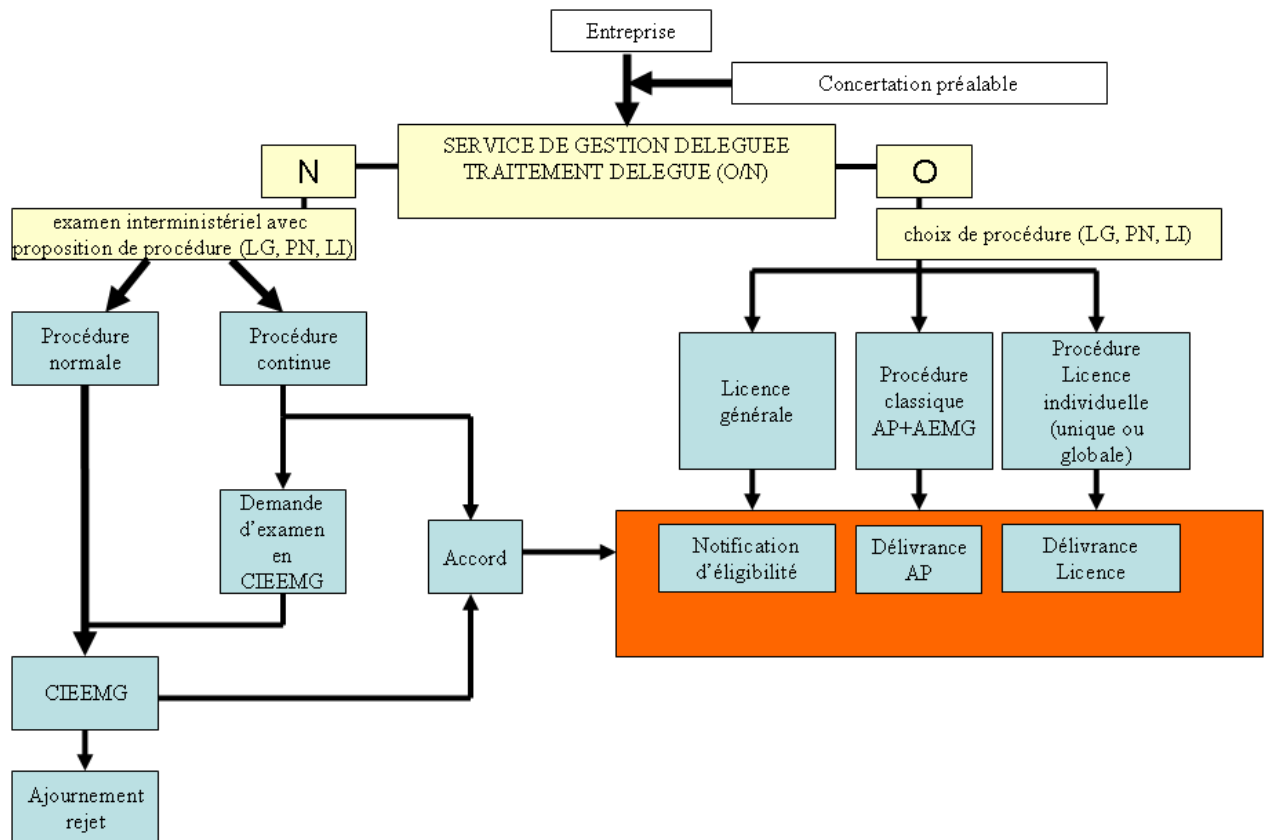 Entreprise
Concertation préalable
SERVICE DE GESTION DELEGUEE
TRAITEMENT DELEGUE (O/N)
N
O
examen interministériel avec
proposition de procédure (LG, PN, LI)
choix de procédure (LG, PN, LI)
Procédure
normale
Procédure
continue
Licence
générale
Procédure
classique
AP+AEMG
Procédure
Licence
individuelle
(unique ou
globale)
Demande
d'examen
en
CIEEMG
Accord
Notification
d'éligibilité
Délivrance
AP
Délivrance
Licence
CIEEMG
Ajournement
rejet